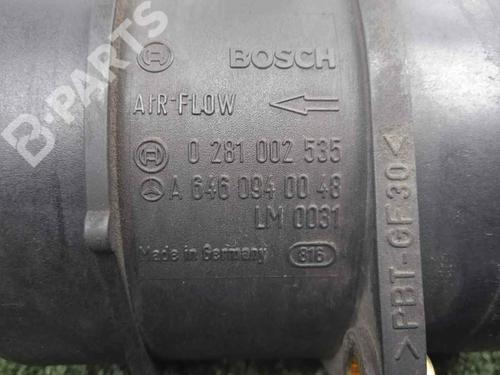 BOSCH
AIR-FLOW
0 281 002 535
A 646 094 00 48
LM 0031
Made in Germany 816
>PBT-GF30<
B-PARTS